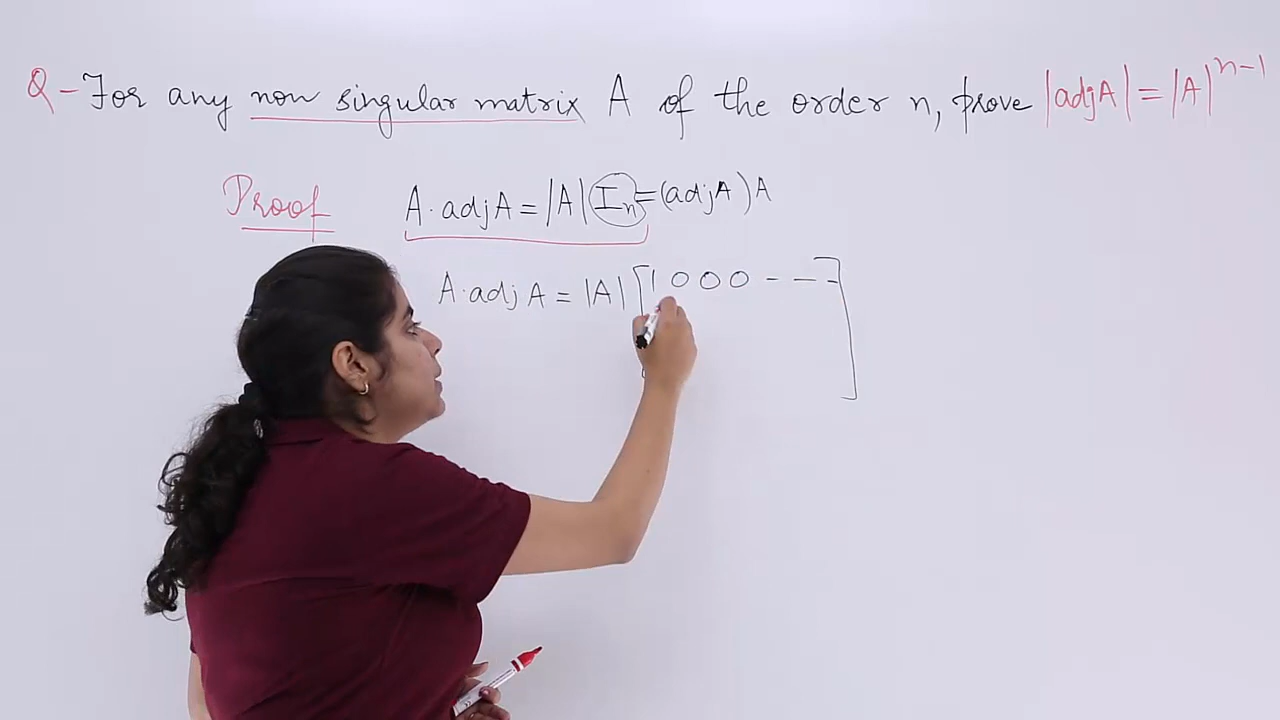 Q - For any non singular matrix A of the order n, prove |adjA| = |A|^{n-1}
Proof A·adjA = |A| I_n = (adjA)A
A·adjA = |A| [1 0 0 0 - - -]